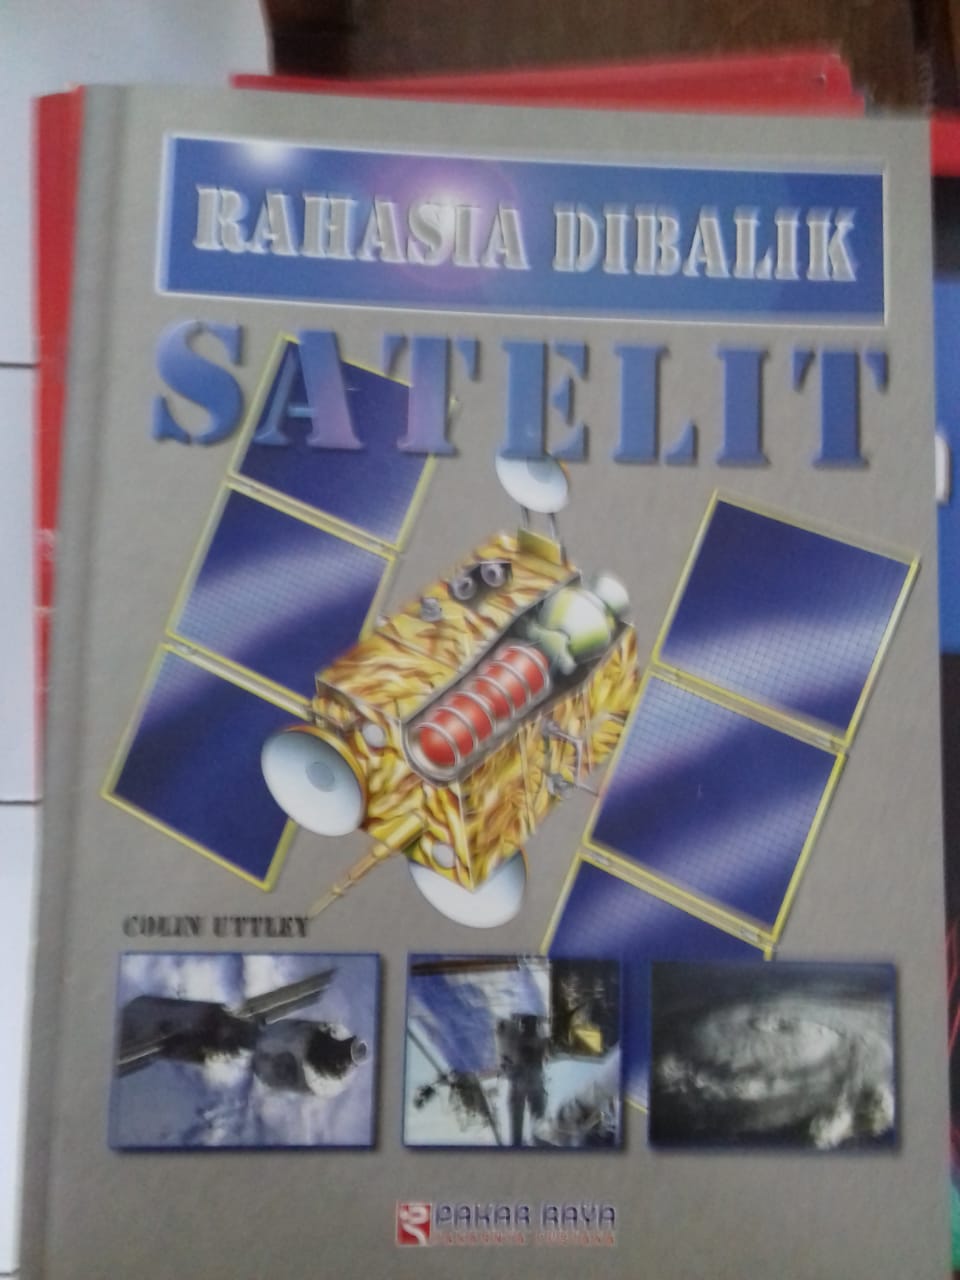 RAHASIA DIBALIK
SATELIT
COLIN UTTLEY
PAKAR RAYA